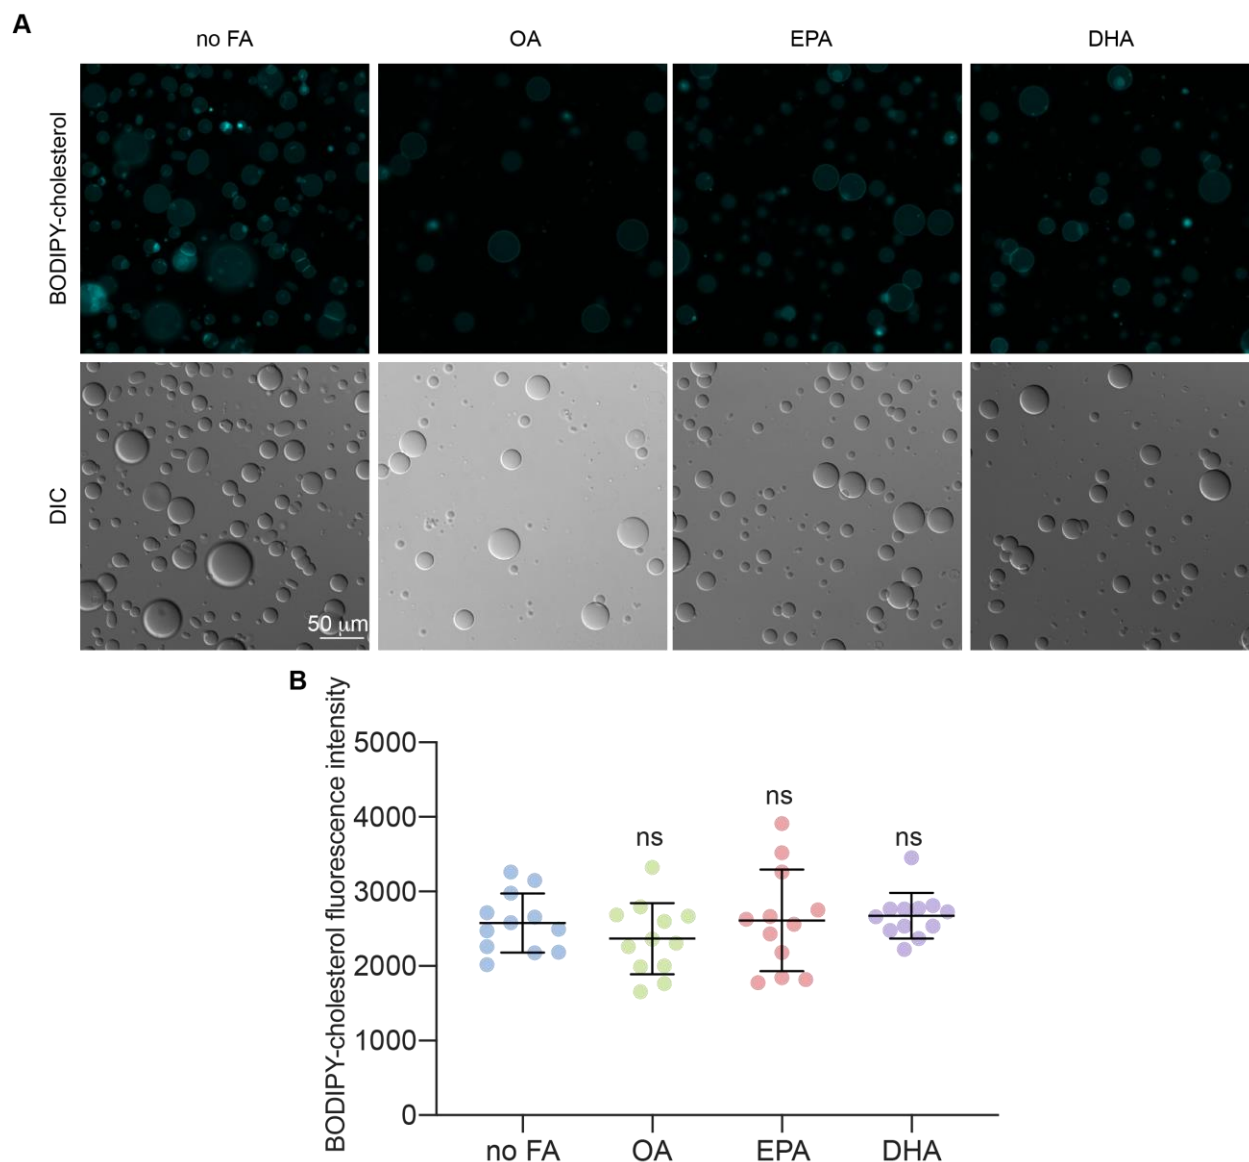 A
no FA
OA
EPA
DHA
BODIPY-cholesterol
DIC
50 μm
B
BODIPY-cholesterol fluorescence intensity
5000
4000
3000
2000
1000
0
ns
ns
ns
no FA
OA
EPA
DHA